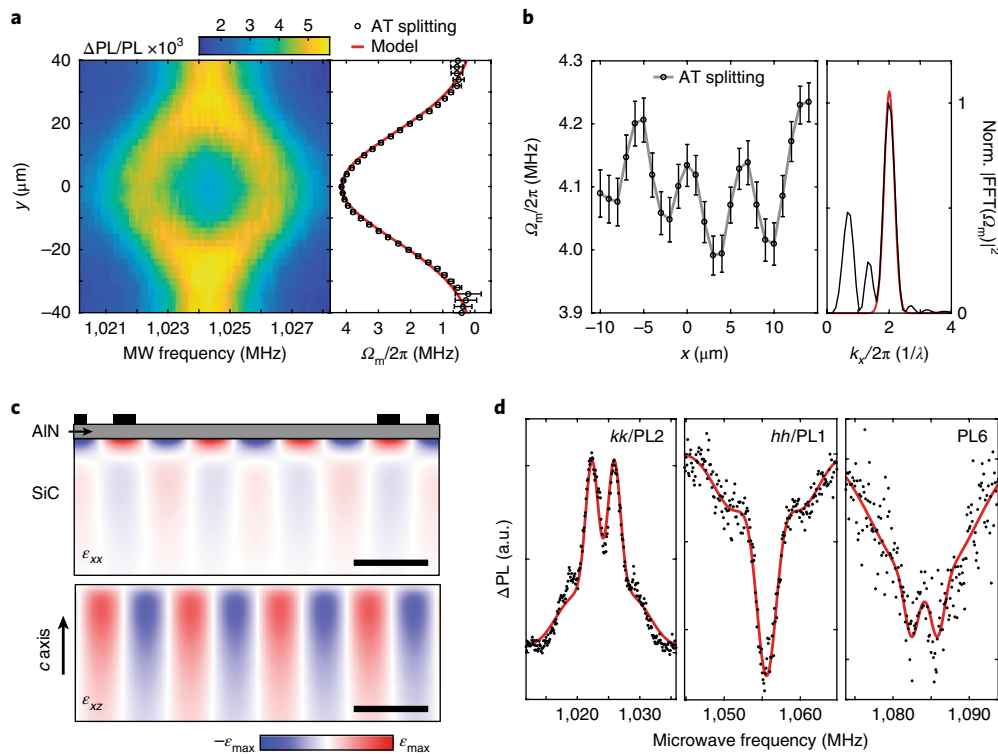 a
ΔPL/PL ×10³
2 3 4 5
AT splitting
Model
40
20
0
−20
−40
y (μm)
1,021 1,023 1,025 1,027
MW frequency (MHz)
4 3 2 1 0
Ωm/2π (MHz)
b
AT splitting
4.3
4.2
4.1
4.0
3.9
Ωm/2π (MHz)
−10 −5 0 5 10
x (μm)
1
0
Norm. |FFT(Ωm)|²
0 2 4
kx/2π (1/λ)
c
AlN
SiC
εxx
c axis
εxz
−εmax εmax
d
kk/PL2 hh/PL1 PL6
ΔPL (a.u.)
1,020 1,030 1,050 1,060 1,080 1,090
Microwave frequency (MHz)